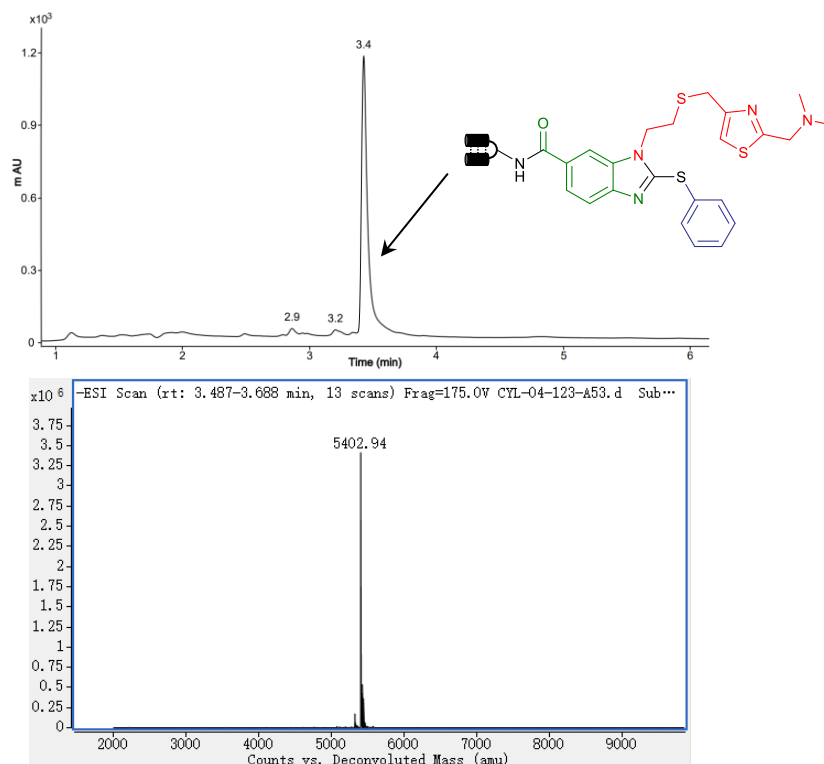 x10³
1.2
0.9
0.6
0.3
0
m AU
3.4
2.9
3.2
1
2
3
4
5
6
Time (min)
O
N
H
N
N
S
S
N
S
N
x10 6
-ESI Scan (rt: 3.487-3.688 min, 13 scans) Frag=175.0V CYL-04-123-A53.d Sub…
3.75
3.5
3.25
3
2.75
2.5
2.25
2
1.75
1.5
1.25
1
0.75
0.5
0.25
0
5402.94
2000 3000 4000 5000 6000 7000 8000 9000
Counts vs. Deconvoluted Mass (amu)